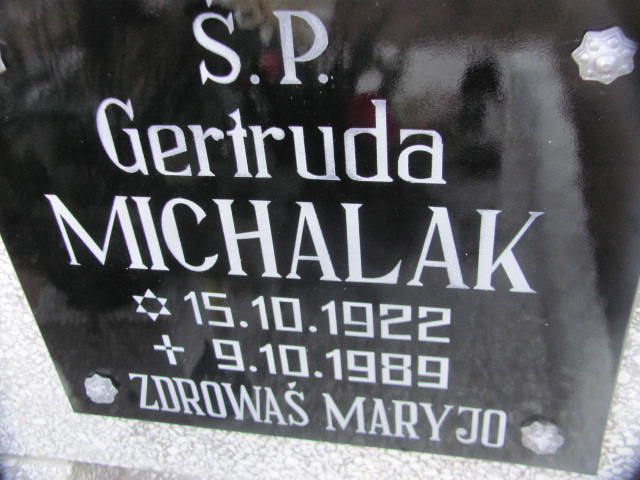 Ś. P.
Gertruda
MICHALAK
✡ 15.10.1922
✝ 9.10.1989
ZDROWAŚ MARYJO